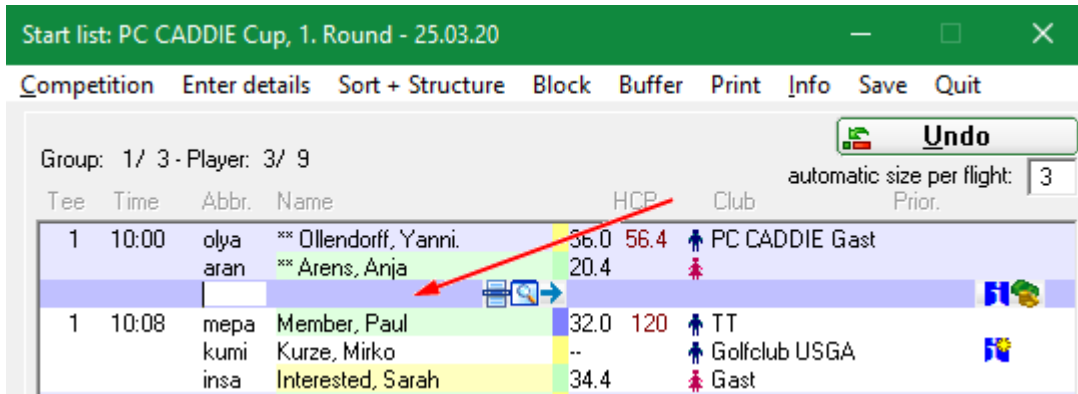 Start list: PC CADDIE Cup, 1. Round - 25.03.20
Competition Enter details Sort + Structure Block Buffer Print Info Save Quit
Undo
Group: 1/ 3 - Player: 3/ 9
automatic size per flight: 3
Tee Time Abbr. Name HCP Club Prior.
1 10:00 olya ** Ollendorff, Yanni. 36.0 56.4 PC CADDIE Gast
aran ** Arens, Anja 20.4
1 10:08 mepa Member, Paul 32.0 120 TT
kumi Kurze, Mirko -- Golfclub USGA
insa Interested, Sarah 34.4 Gast